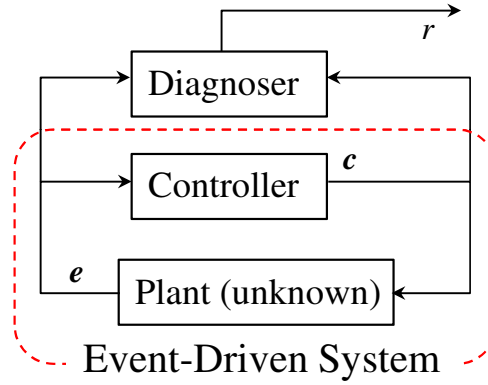 r
Diagnoser
Controller
c
e
Plant (unknown)
Event-Driven System